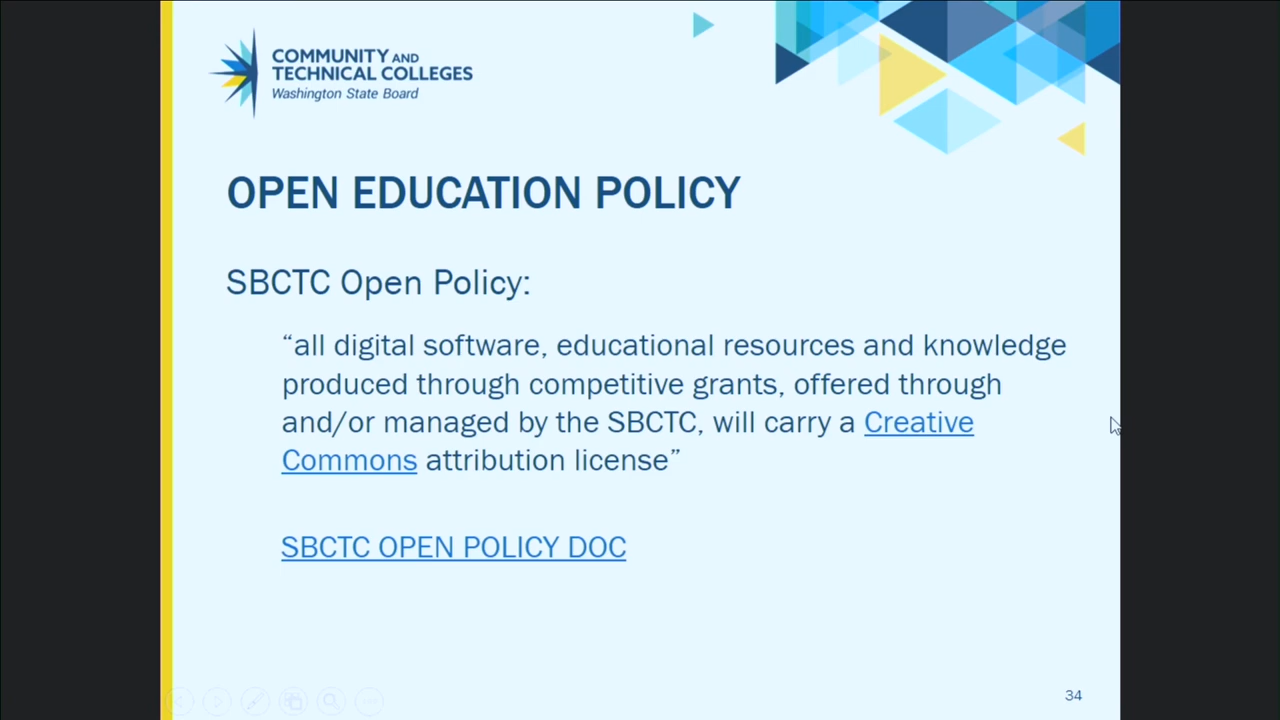 COMMUNITY AND
TECHNICAL COLLEGES
Washington State Board
OPEN EDUCATION POLICY
SBCTC Open Policy:
“all digital software, educational resources and knowledge
produced through competitive grants, offered through
and/or managed by the SBCTC, will carry a Creative
Commons attribution license”
SBCTC OPEN POLICY DOC
34